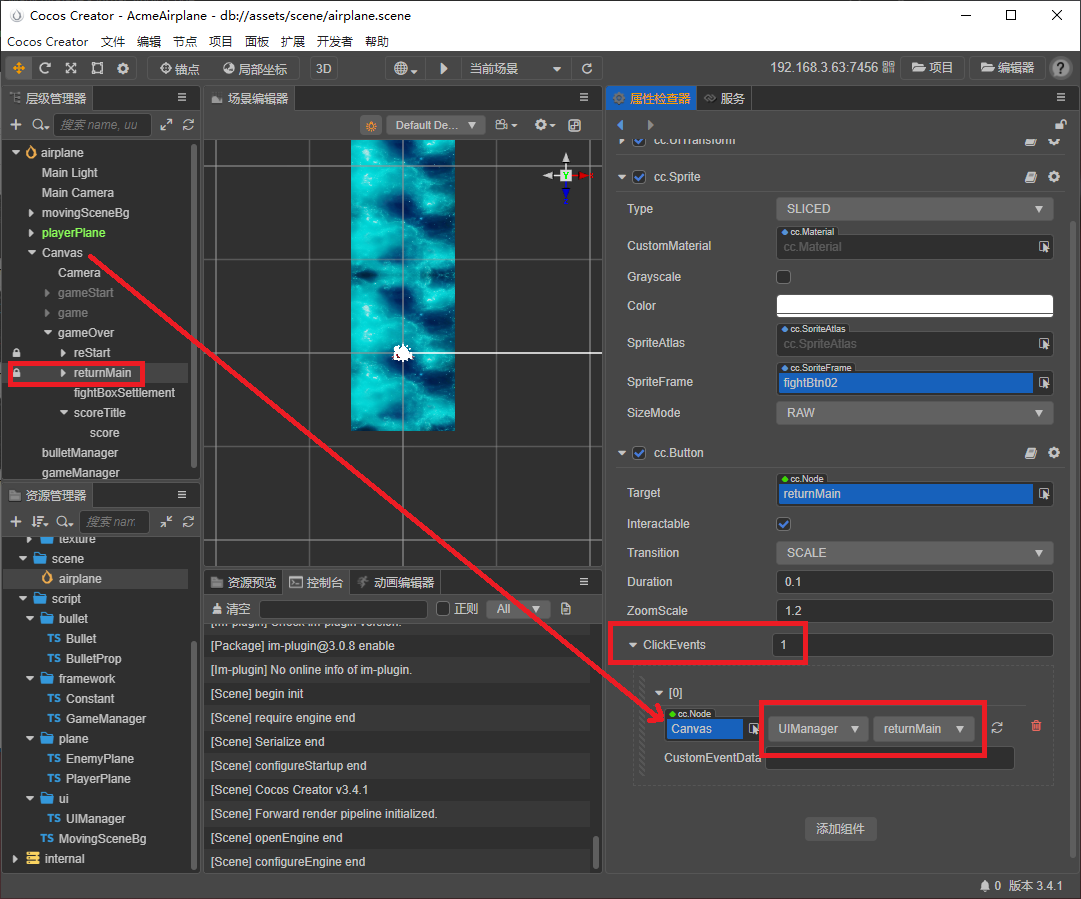 Cocos Creator - AcmeAirplane - db://assets/scene/airplane.scene
Cocos Creator 文件 编辑 节点 项目 面板 扩展 开发者 帮助
锚点 局部坐标 3D 当前场景 192.168.3.63:7456 项目 编辑器
层级管理器
搜索 name, uu
airplane
Main Light
Main Camera
movingSceneBg
playerPlane
Canvas
Camera
gameStart
game
gameOver
reStart
returnMain
fightBoxSettlement
scoreTitle
score
bulletManager
gameManager
资源管理器
搜索 nam
texture
scene
airplane
script
bullet
TS Bullet
TS BulletProp
framework
TS Constant
TS GameManager
plane
TS EnemyPlane
TS PlayerPlane
ui
TS UIManager
TS MovingSceneBg
internal
场景编辑器
Default De...
Y
资源预览 控制台 动画编辑器
清空 正则 All
[Im-plugin] Check im-plugin version.
[Package] im-plugin@3.0.8 enable
[Im-plugin] No online info of im-plugin.
[Scene] begin init
[Scene] require engine end
[Scene] Serialize end
[Scene] configureStartup end
[Scene] Cocos Creator v3.4.1
[Scene] Forward render pipeline initialized.
[Scene] openEngine end
[Scene] configureEngine end
属性检查器 服务
cc.UITransform
cc.Sprite
Type SLICED
cc.Material
CustomMaterial cc.Material
Grayscale
Color
cc.SpriteAtlas
SpriteAtlas cc.SpriteAtlas
cc.SpriteFrame
SpriteFrame fightBtn02
SizeMode RAW
cc.Button
cc.Node
Target returnMain
Interactable
Transition SCALE
Duration 0.1
ZoomScale 1.2
ClickEvents 1
[0]
cc.Node
Canvas UIManager returnMain
CustomEventData
添加组件
0 版本 3.4.1